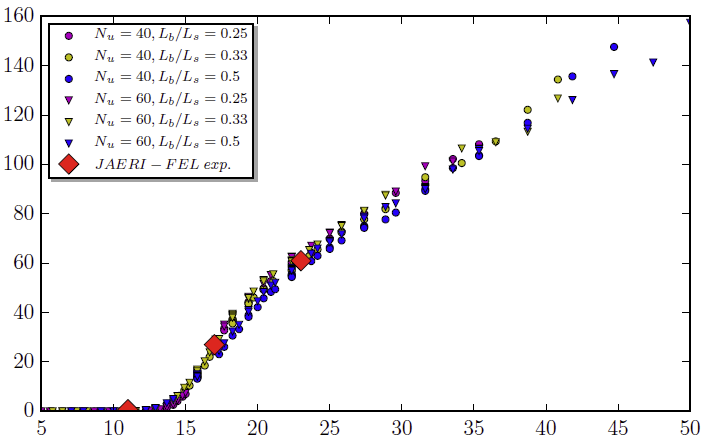 160
140
120
100
80
60
40
20
0
N_u = 40, L_b/L_s = 0.25
N_u = 40, L_b/L_s = 0.33
N_u = 40, L_b/L_s = 0.5
N_u = 60, L_b/L_s = 0.25
N_u = 60, L_b/L_s = 0.33
N_u = 60, L_b/L_s = 0.5
JAERI − FEL exp.
5 10 15 20 25 30 35 40 45 50